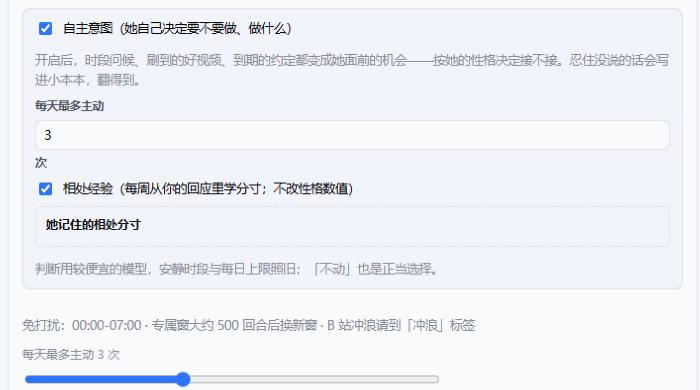 自主意图（她自己决定要不要做、做什么）
开启后，时段问候、刷到的好视频、到期的约定都变成她面前的机会——按她的性格决定接不接。忍住没说的话会写
进小本本，翻得到。
每天最多主动
3
次
相处经验（每周从你的回应里学分寸；不改性格数值）
她记住的相处分寸
判断用较便宜的模型，安静时段与每日上限照旧；「不动」也是正当选择。
免打扰：00:00-07:00 · 专属窗大约 500 回合后换新窗 · B 站冲浪请到「冲浪」标签
每天最多主动 3 次